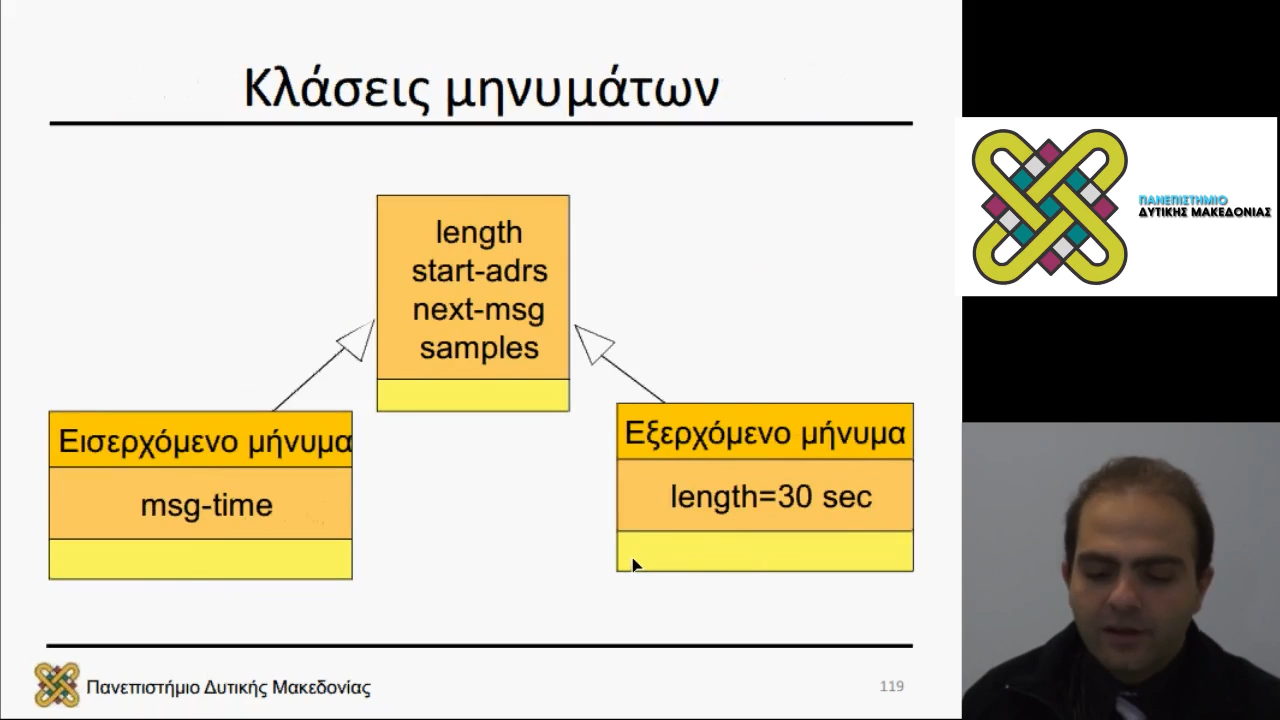 Κλάσεις μηνυμάτων
length
start-adrs
next-msg
samples
Εισερχόμενο μήνυμα
msg-time
Εξερχόμενο μήνυμα
length=30 sec
Πανεπιστήμιο Δυτικής Μακεδονίας
119
ΠΑΝΕΠΙΣΤΗΜΙΟ
ΔΥΤΙΚΗΣ ΜΑΚΕΔΟΝΙΑΣ